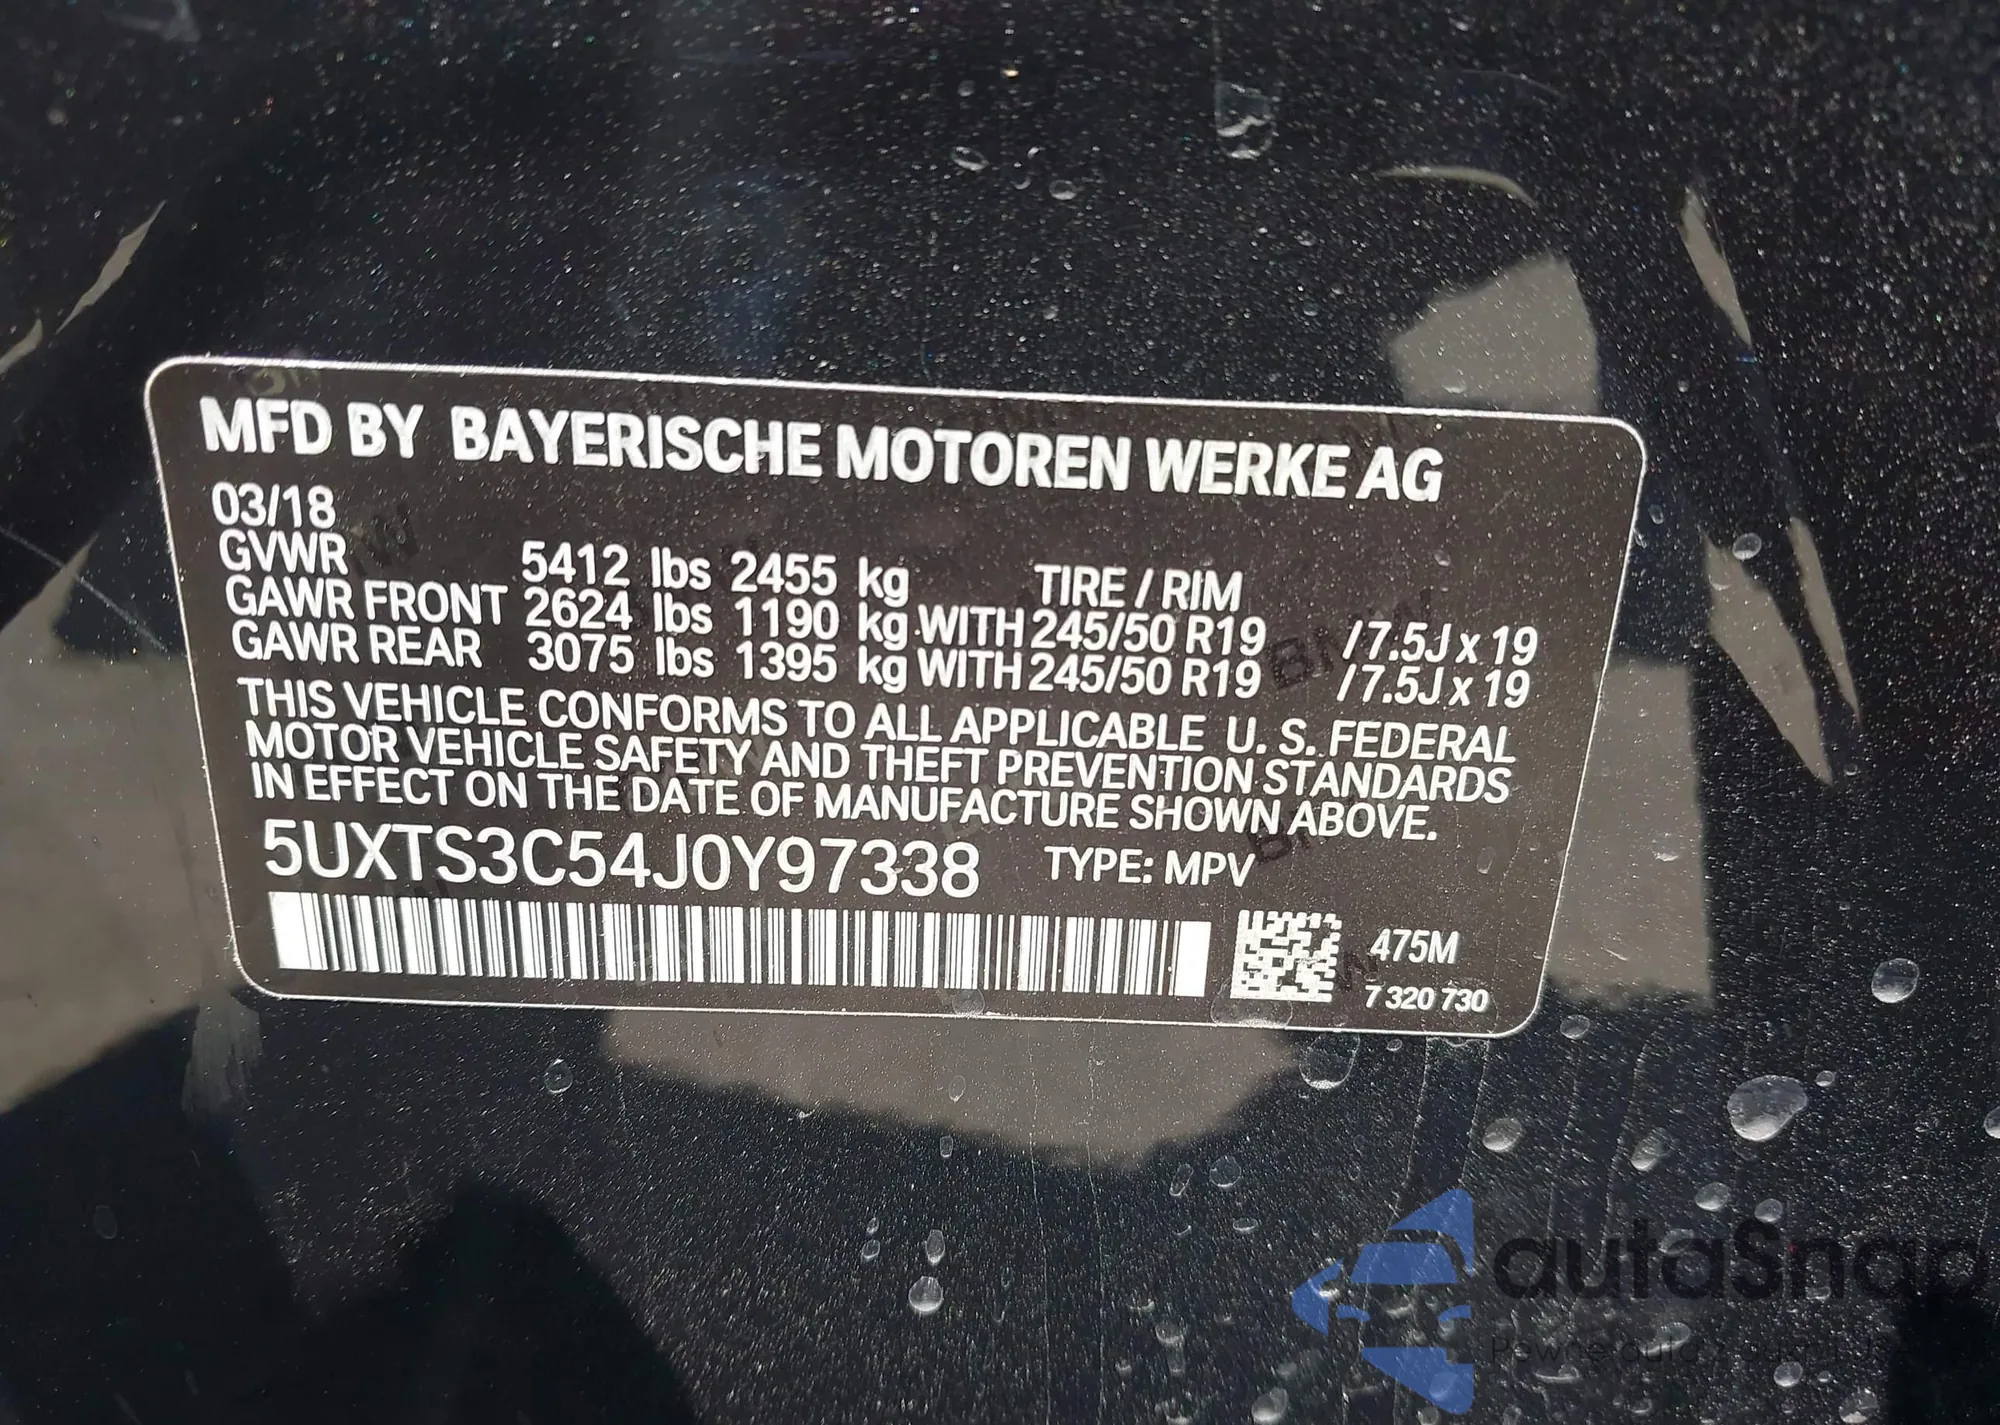 MFD BY BAYERISCHE MOTOREN WERKE AG
03/18
GVWR 5412 lbs 2455 kg TIRE / RIM
GAWR FRONT 2624 lbs 1190 kg WITH 245/50 R19 /7.5J x 19
GAWR REAR 3075 lbs 1395 kg WITH 245/50 R19 /7.5J x 19
THIS VEHICLE CONFORMS TO ALL APPLICABLE U. S. FEDERAL
MOTOR VEHICLE SAFETY AND THEFT PREVENTION STANDARDS
IN EFFECT ON THE DATE OF MANUFACTURE SHOWN ABOVE.
5UXTS3C54J0Y97338 TYPE: MPV
475M
7 320 730
autaSnap
Pewne auta z